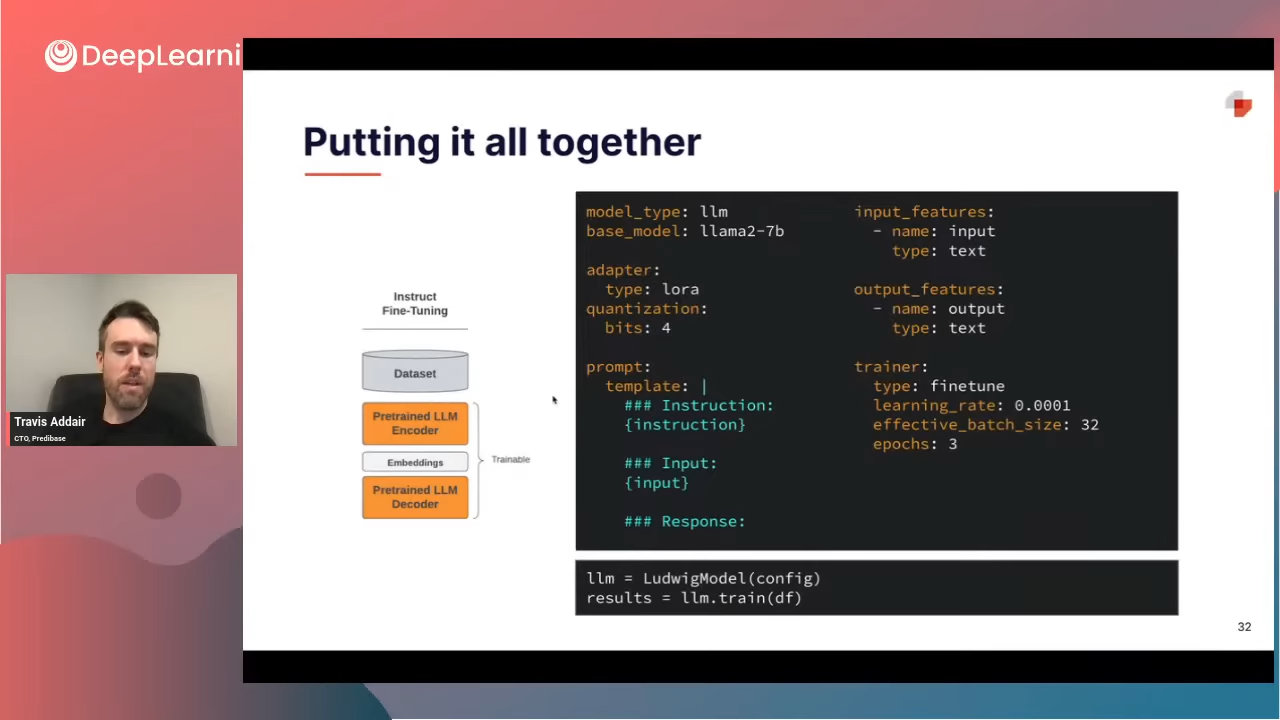 DeepLearni
Putting it all together
Instruct
Fine-Tuning
Dataset
Pretrained LLM
Encoder
Embeddings
Pretrained LLM
Decoder
Trainable
model_type: llm
base_model: llama2-7b
adapter:
  type: lora
quantization:
  bits: 4
prompt:
  template: |
    ### Instruction:
    {instruction}
    ### Input:
    {input}
    ### Response:
input_features:
  - name: input
    type: text
output_features:
  - name: output
    type: text
trainer:
  type: finetune
  learning_rate: 0.0001
  effective_batch_size: 32
  epochs: 3
llm = LudwigModel(config)
results = llm.train(df)
32
Travis Addair
CTO, Predibase